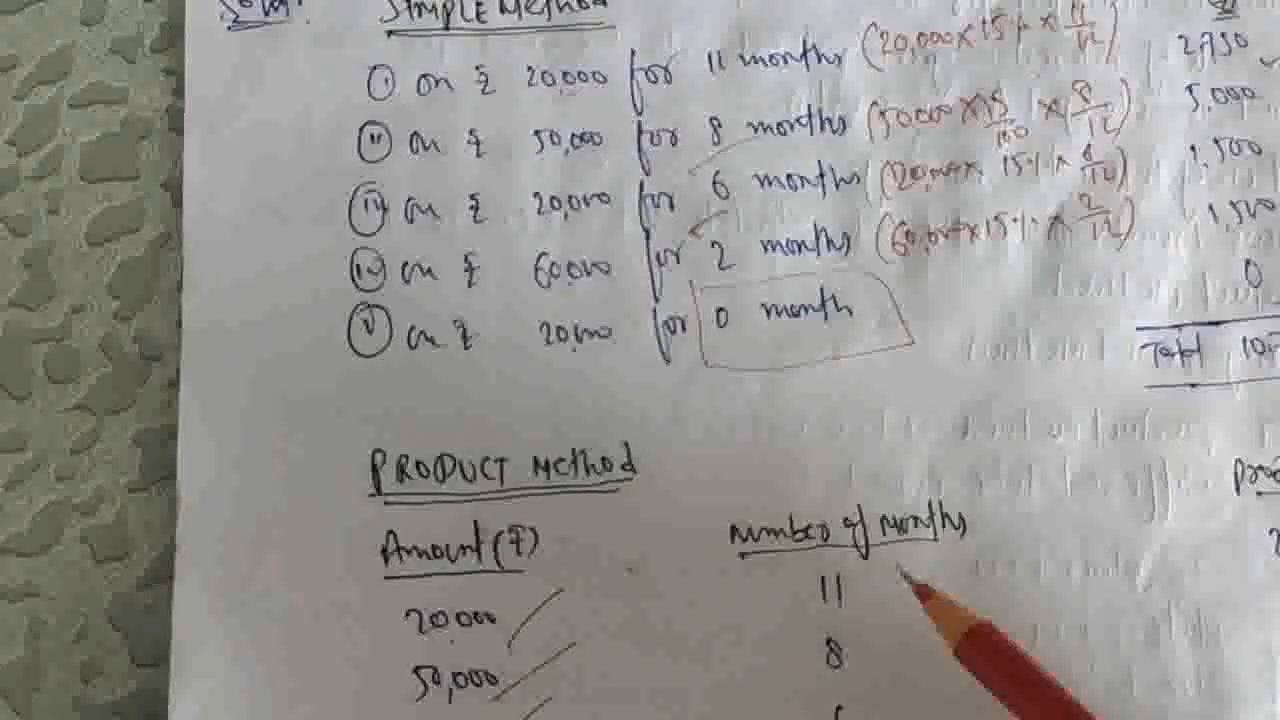 Soln.
SIMPLE Method
(i) on ₹ 20,000 for 11 months (20,000 × 15% × 11/12) 2,750
(ii) on ₹ 50,000 for 8 months (50,000 × 15/100 × 8/12) 5,000
(iii) on ₹ 20,000 for 6 months (20,000 × 15% × 6/12) 1,500
(iv) on ₹ 60,000 for 2 months (60,000 × 15% × 2/12) 1,500
(v) on ₹ 20,000 for 0 month 0
Total
PRODUCT Method
Amount (₹) number of months
20,000 11
50,000 8